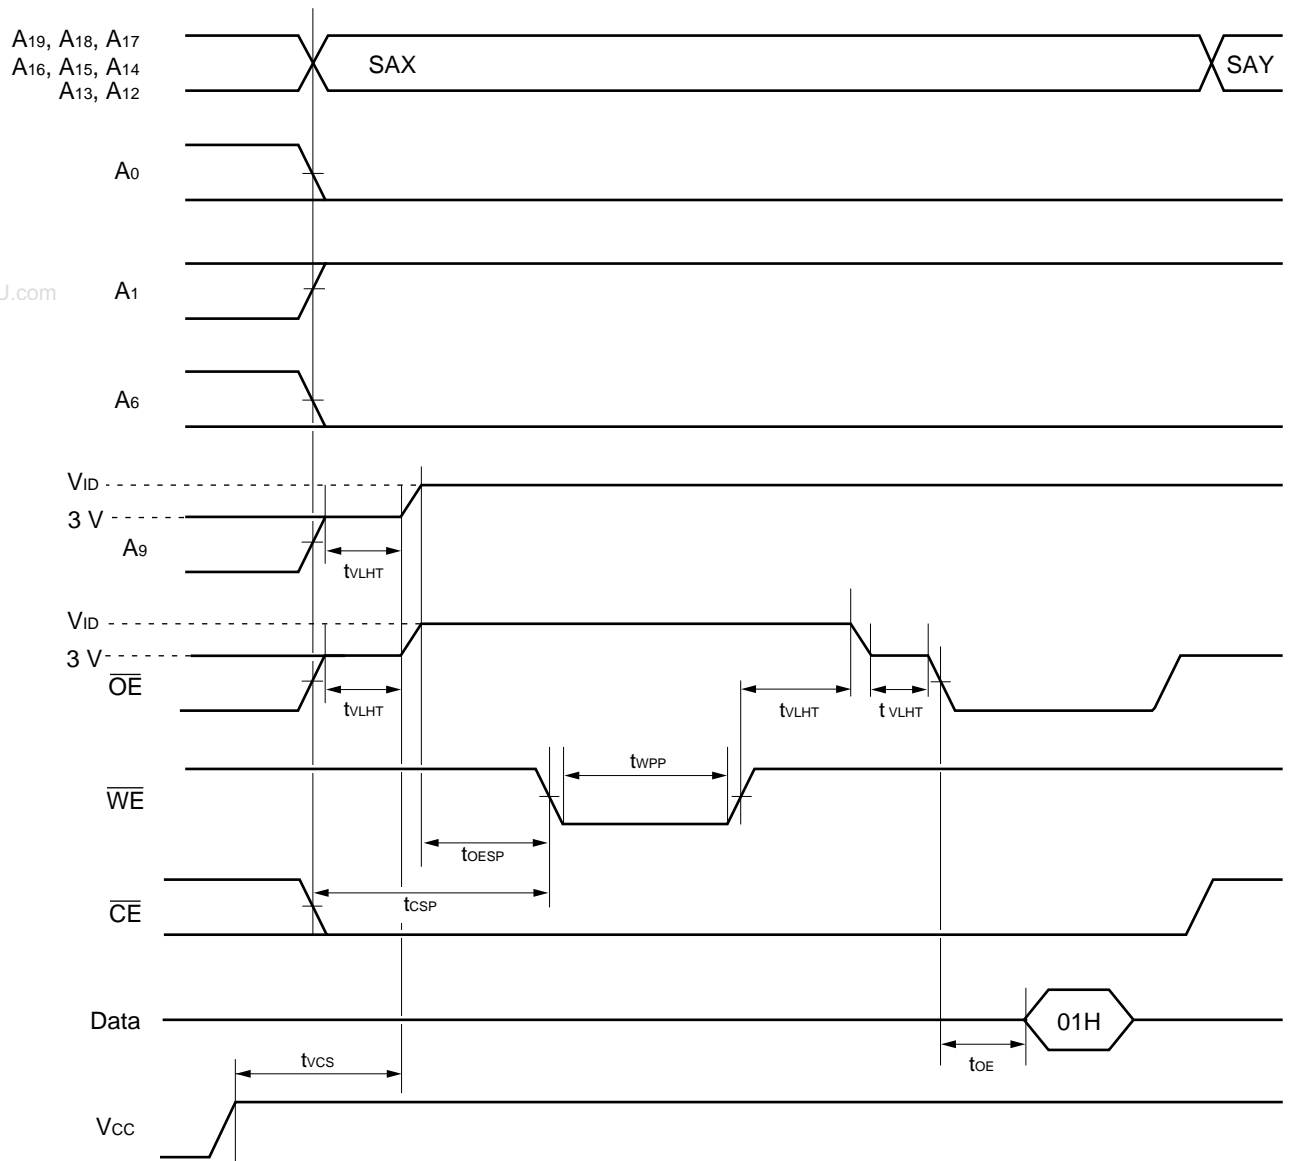 A19, A18, A17
A16, A15, A14
A13, A12
SAX
SAY
A0
A1
J.com
A6
VID
3 V
A9
tVLHT
VID
3 V
OE
tVLHT
tVLHT
t VLHT
WE
tWPP
tOESP
CE
tCSP
Data
01H
tOE
tVCS
VCC